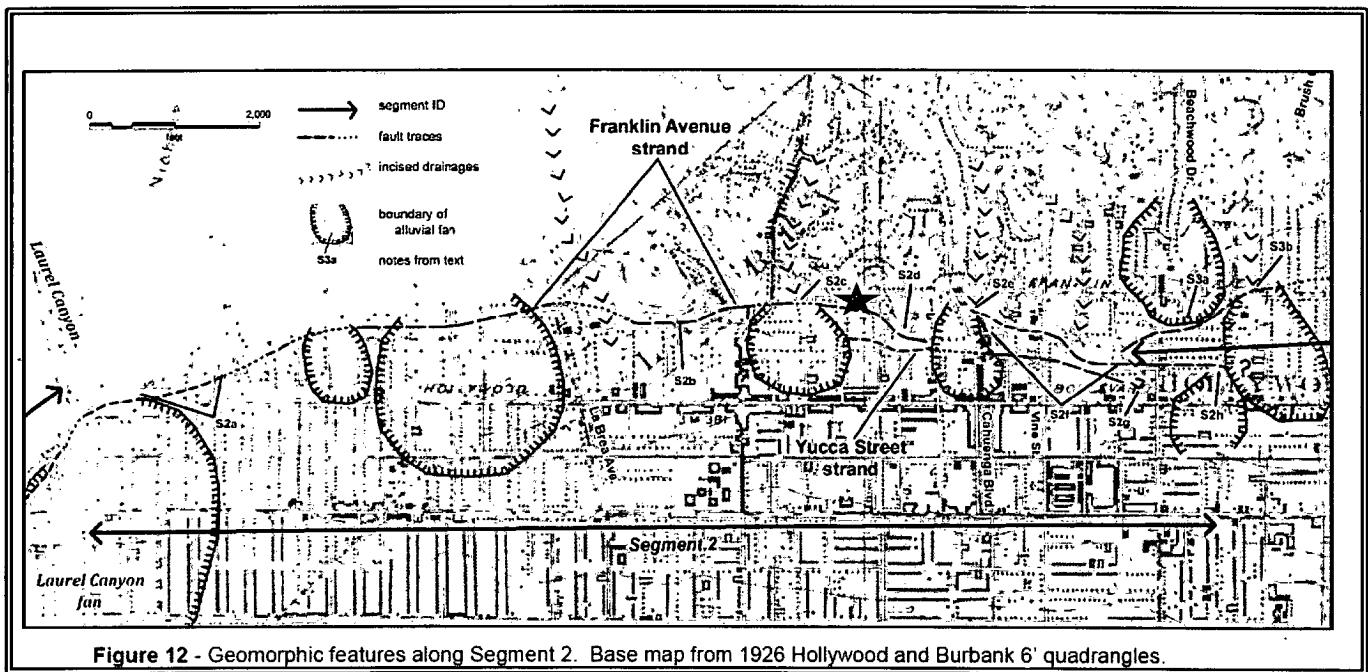 0 2,000
feet
segment ID
fault traces
incised drainages
boundary of
alluvial fan
S3a notes from text
Franklin Avenue
strand
Beachwood Dr.
Brush
Laurel Canyon
S2a
S2b
S2c
S2d
S2e
S3a
S3b
HOLLYWOOD
La Brea Ave
Yucca Street
strand
Cahuenga Blvd
Vine St.
S2f
S2g
S2h
Segment 2
Laurel Canyon
fan
Figure 12 - Geomorphic features along Segment 2. Base map from 1926 Hollywood and Burbank 6' quadrangles.